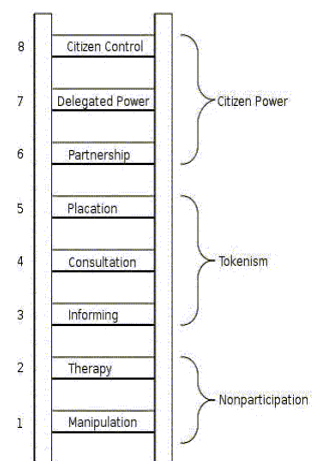 8 Citizen Control
7 Delegated Power
Citizen Power
6 Partnership
5 Placation
4 Consultation
Tokenism
3 Informing
2 Therapy
Nonparticipation
1 Manipulation